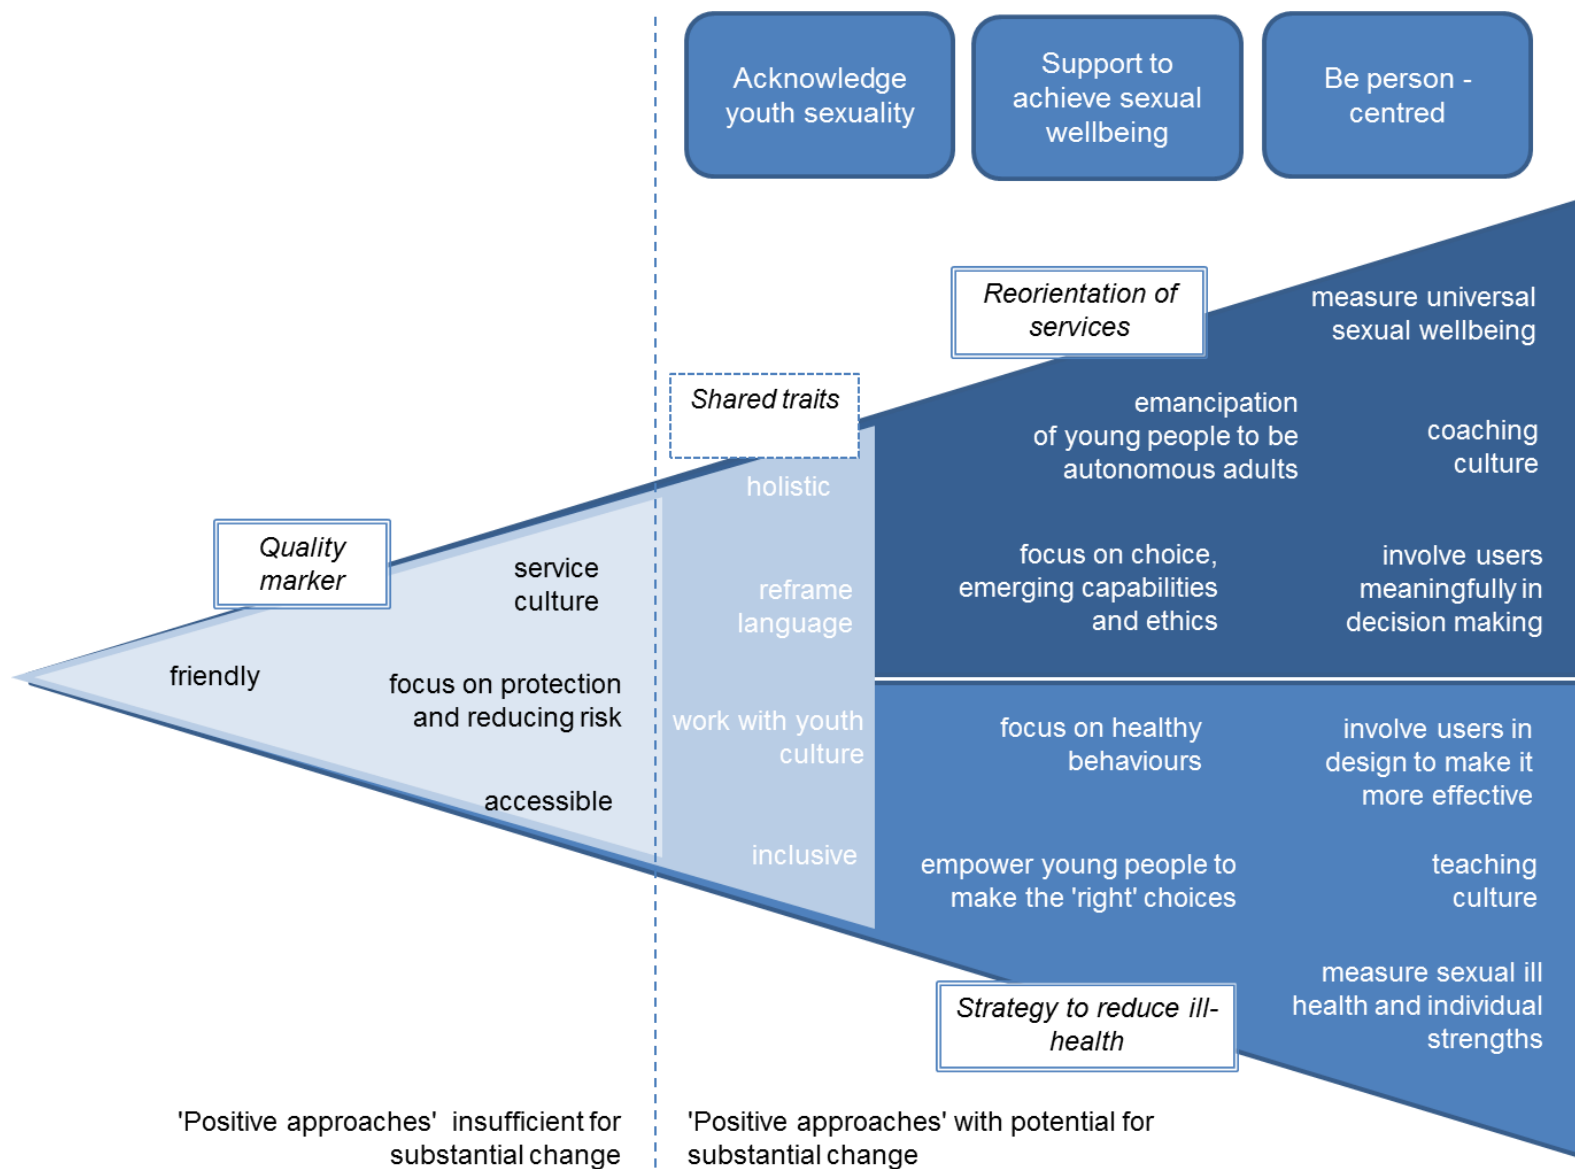 Acknowledge
youth sexuality
Support to
achieve sexual
wellbeing
Be person -
centred
Reorientation of
services
measure universal
sexual wellbeing
Shared traits
emancipation
of young people to be
autonomous adults
coaching
culture
holistic
Quality
marker
service
culture
reframe
language
focus on choice,
emerging capabilities
and ethics
involve users
meaningfully in
decision making
friendly
focus on protection
and reducing risk
work with youth
culture
focus on healthy
behaviours
involve users in
design to make it
more effective
accessible
inclusive
empower young people to
make the 'right' choices
teaching
culture
measure sexual ill
health and individual
strengths
Strategy to reduce ill-
health
'Positive approaches' insufficient for
substantial change
'Positive approaches' with potential for
substantial change